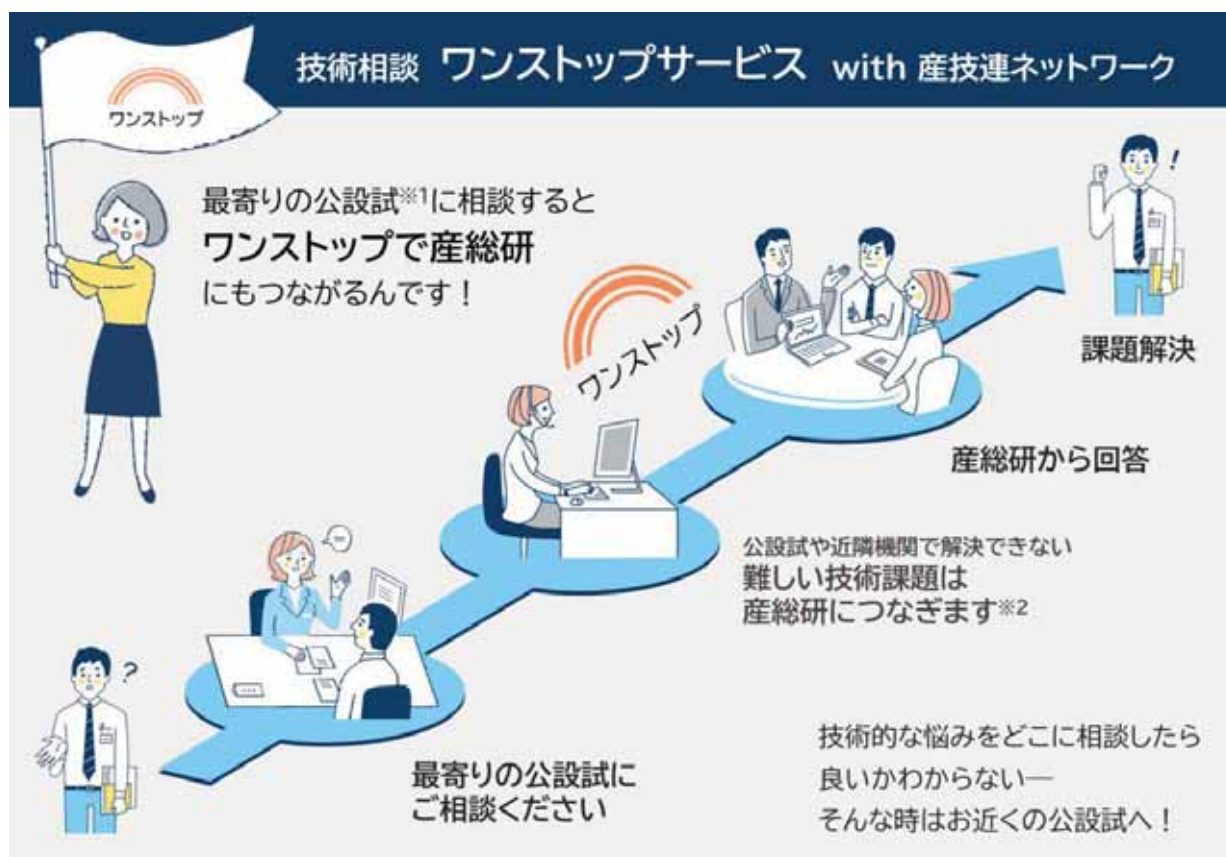 技術相談 ワンストップサービス with 産技連ネットワーク
ワンストップ
最寄りの公設試※1に相談すると
ワンストップで産総研
にもつながるんです！
!
課題解決
ワンストップ
産総研から回答
公設試や近隣機関で解決できない
難しい技術課題は
産総研につなぎます※2
?
最寄りの公設試に
ご相談ください
技術的な悩みをどこに相談したら
良いかわからない―
そんな時はお近くの公設試へ！